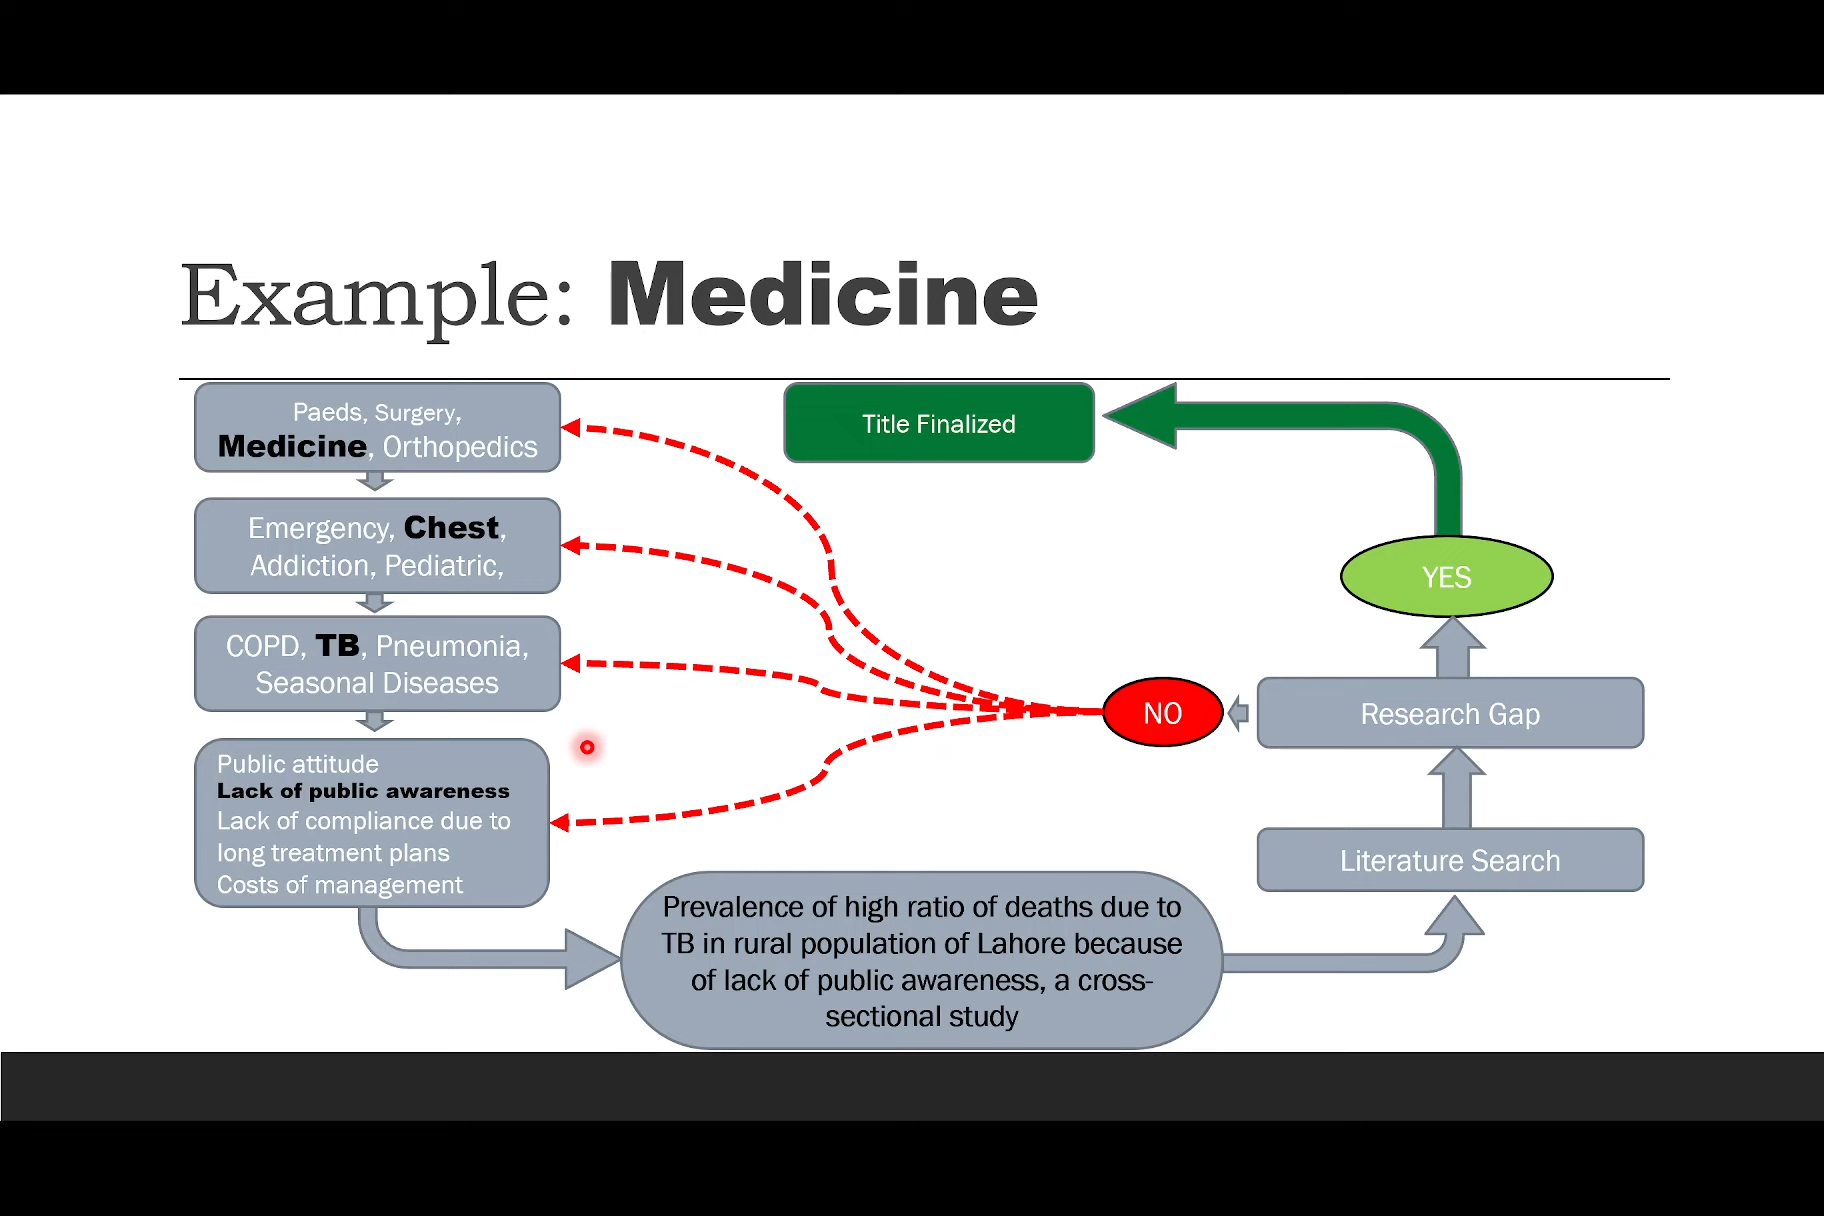 Example: Medicine
Paeds, Surgery,
Medicine, Orthopedics
Emergency, Chest,
Addiction, Pediatric,
COPD, TB, Pneumonia,
Seasonal Diseases
Public attitude
Lack of public awareness
Lack of compliance due to
long treatment plans
Costs of management
Prevalence of high ratio of deaths due to
TB in rural population of Lahore because
of lack of public awareness, a cross-
sectional study
Literature Search
Research Gap
NO
YES
Title Finalized